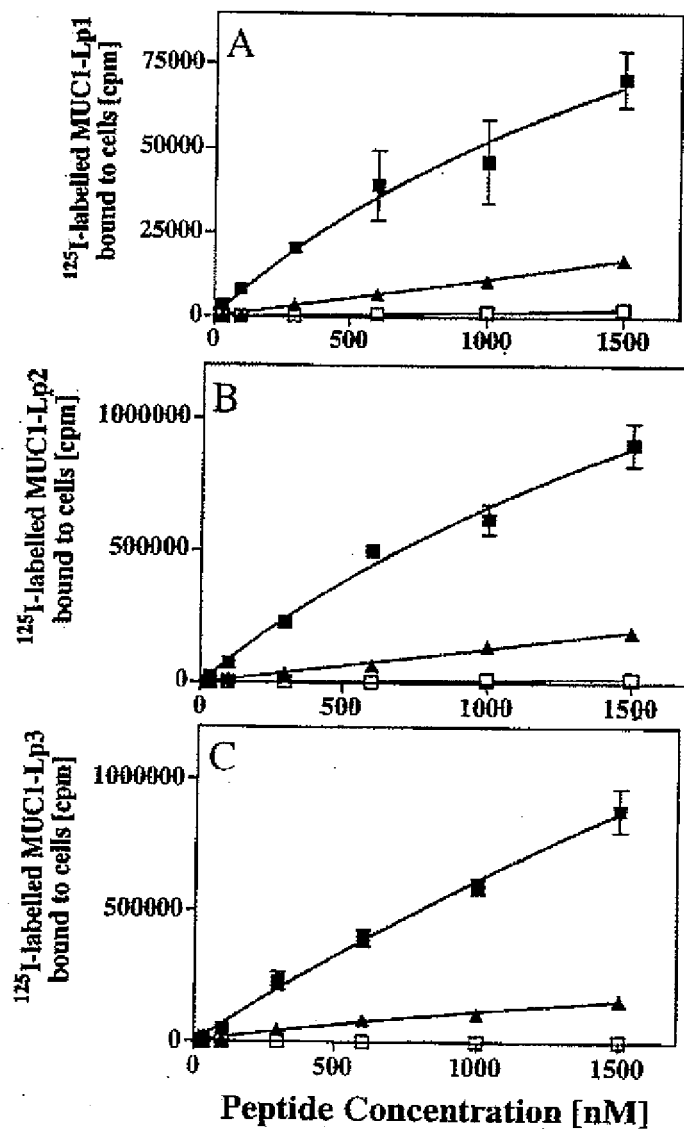 A
¹²⁵I-labelled MUC1-Lp1
bound to cells [cpm]
75000
50000
25000
0
0
500
1000
1500
B
¹²⁵I-labelled MUC1-Lp2
bound to cells [cpm]
1000000
500000
0
0
500
1000
1500
C
¹²⁵I-labelled MUC1-Lp3
bound to cells [cpm]
1000000
500000
0
0
500
1000
1500
Peptide Concentration [nM]